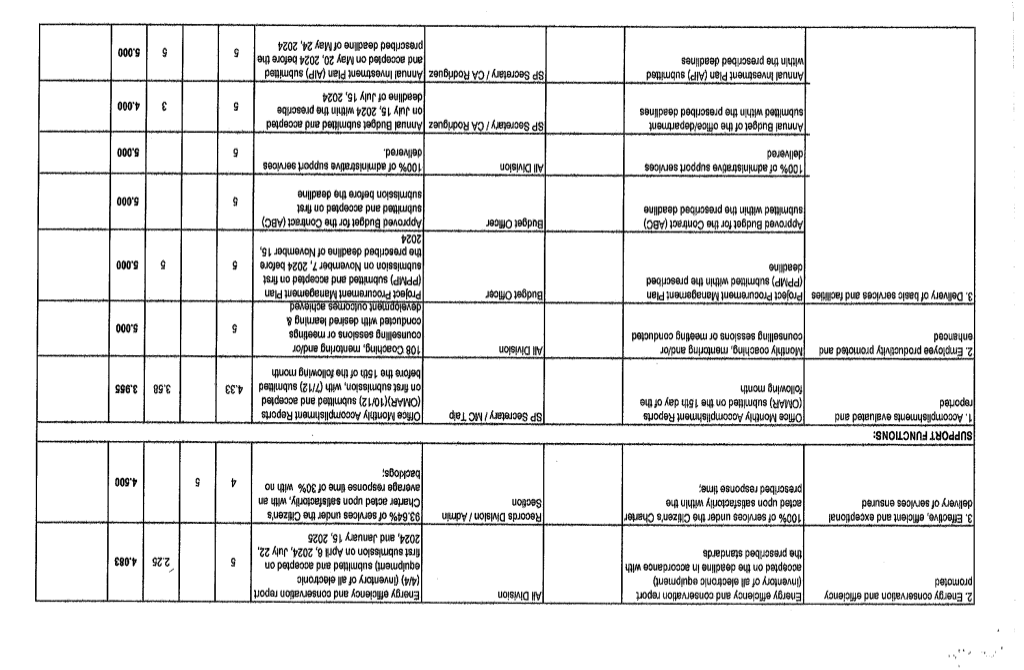 2. Energy conservation and efficiency
promoted
Energy efficiency and conservation report
(inventory of all electronic equipment)
accepted on the deadline in accordance with
the prescribed standards
All Division
Energy efficiency and conservation report
(4/4) (inventory of all electronic
equipment) submitted and accepted on
first submission on April 6, 2024, July 22,
2024, and January 16, 2025
5
2.25
4.083
3. Effective, efficient and exceptional
delivery of services ensured
100% of services under the Citizen's Charter
acted upon satisfactorily within the
prescribed response time;
Records Division / Admin
Section
93.64% of services under the Citizen's
Charter acted upon satisfactorily, with an
average response time of 30% with no
backlogs;
4
5
4.500
SUPPORT FUNCTIONS:
1. Accomplishments evaluated and
reported
Office Monthly Accomplishment Reports
(OMAR) submitted on the 15th day of the
following month
SP Secretary / MC Taip
Office Monthly Accomplishment Reports
(OMAR)(10/12) submitted and accepted
on first submission, with (7/12) submitted
before the 15th of the following month
4.33
3.58
3.955
2. Employee productivity promoted and
enhanced
Monthly coaching, mentoring and/or
counselling sessions or meeting conducted
All Division
108 Coaching, mentoring and/or
counselling sessions or meetings
conducted with desired learning &
development outcomes achieved
5
5.000
3. Delivery of basic services and facilities
Project Procurement Management Plan
(PPMP) submitted within the prescribed
deadline
Budget Officer
Project Procurement Management Plan
(PPMP) submitted and accepted on first
submission on November 7, 2024 before
the prescribed deadline of November 15,
2024
5
5
5.000
Approved Budget for the Contract (ABC)
submitted within the prescribed deadline
Budget Officer
Approved Budget for the Contract (ABC)
submitted and accepted on first
submission before the deadline
5
5.000
100% of administrative support services
delivered
All Division
100% of administrative support services
delivered.
5
5.000
Annual Budget of the office/department
submitted within the prescribed deadlines
SP Secretary / CA Rodriguez
Annual Budget submitted and accepted
on July 15, 2024 within the prescribe
deadline of July 15, 2024
5
3
4.000
Annual Investment Plan (AIP) submitted
within the prescribed deadlines
SP Secretary / CA Rodriguez
Annual Investment Plan (AIP) submitted
and accepted on May 20, 2024 before the
prescribed deadline of May 24, 2024
5
5
5.000